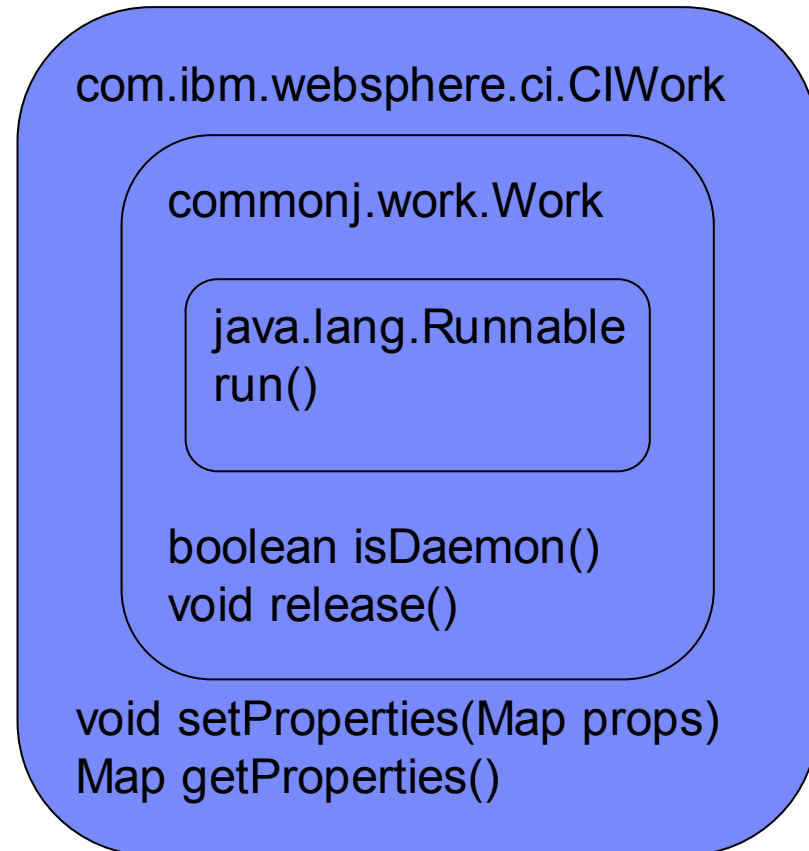 com.ibm.websphere.ci.CIWork
commonj.work.Work
java.lang.Runnable
run()
boolean isDaemon()
void release()
void setProperties(Map props)
Map getProperties()